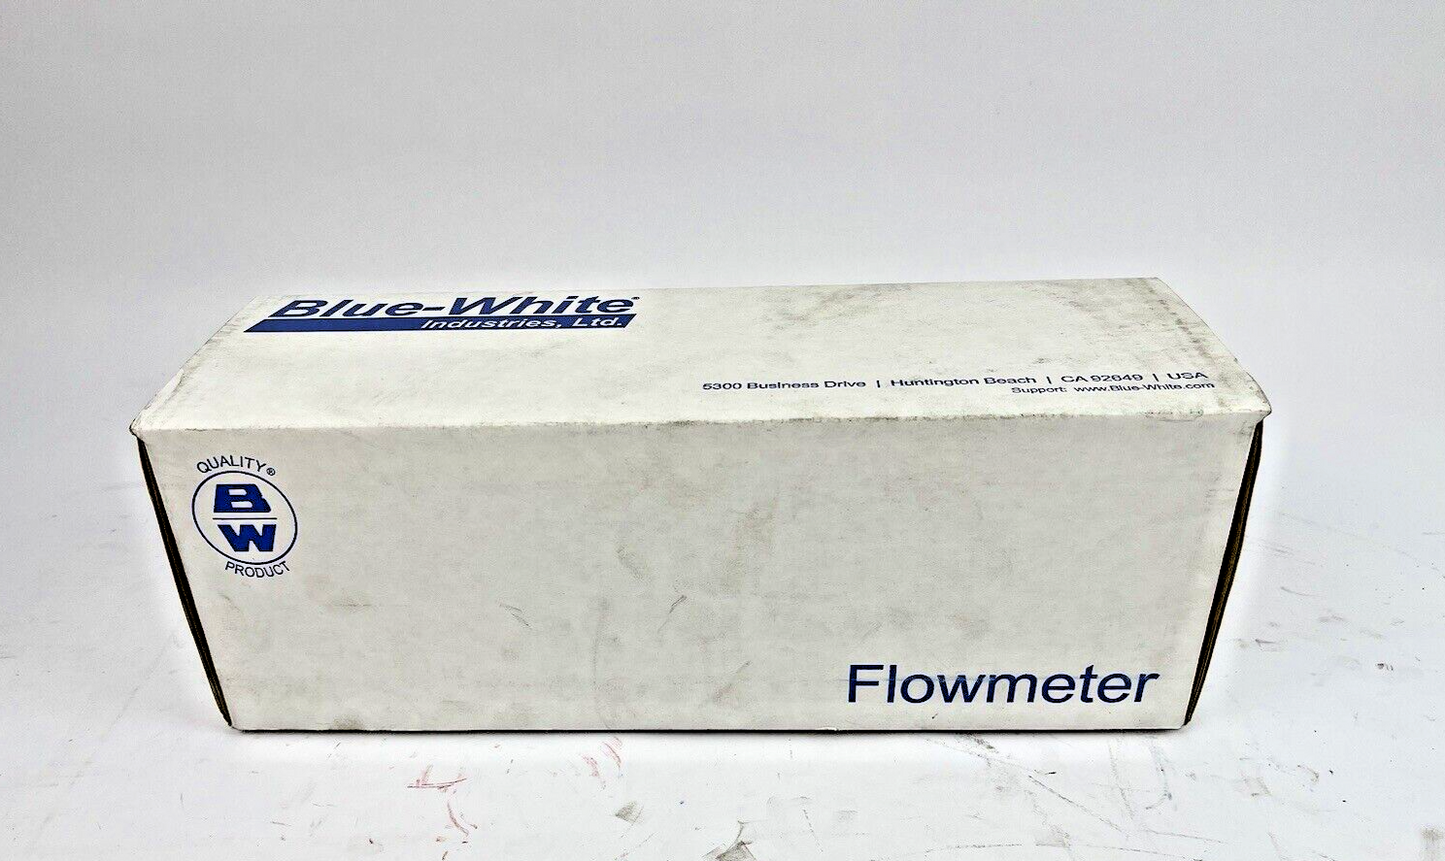 Blue-White®
Industries, Ltd.
5300 Business Drive | Huntington Beach | CA 92649 | USA
Support: www.Blue-White.com
QUALITY®
B
W
PRODUCT
Flowmeter